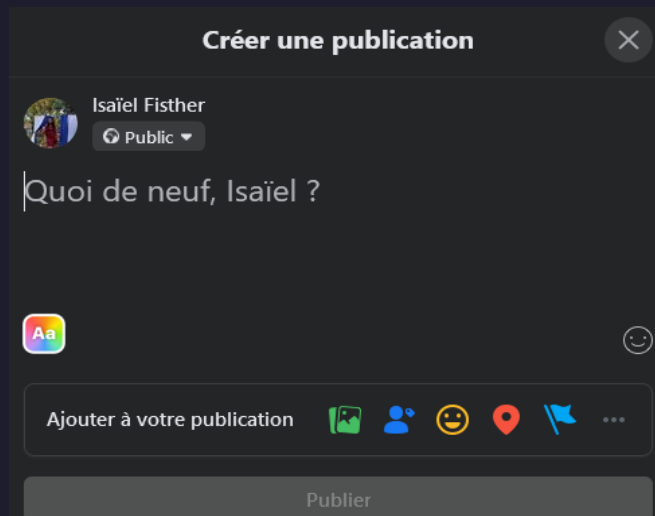 Créer une publication
Isaïel Fisther
Public
Quoi de neuf, Isaïel ?
Aa
Ajouter à votre publication
Publier